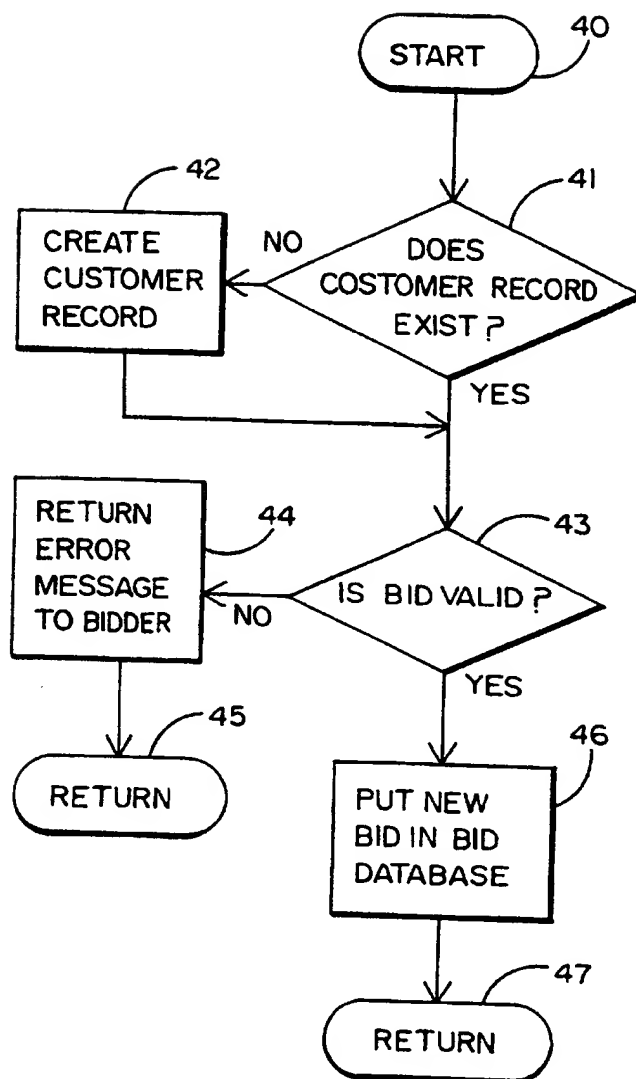 40
START
42
41
CREATE
CUSTOMER
RECORD
NO
DOES
COSTOMER RECORD
EXIST?
YES
RETURN
ERROR
MESSAGE
TO BIDDER
44
NO
43
IS BID VALID?
YES
45
RETURN
46
PUT NEW
BID IN BID
DATABASE
47
RETURN